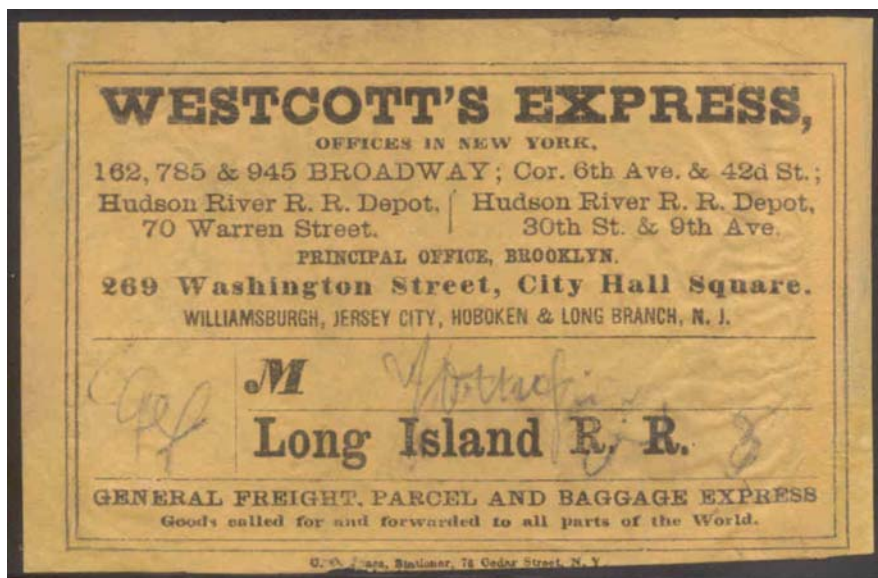 WESTCOTT'S EXPRESS,
OFFICES IN NEW YORK,
162, 785 & 945 BROADWAY; Cor. 6th Ave. & 42d St.;
Hudson River R. R. Depot, Hudson River R. R. Depot,
70 Warren Street. 30th St. & 9th Ave.
PRINCIPAL OFFICE, BROOKLYN.
269 Washington Street, City Hall Square.
WILLIAMSBURGH, JERSEY CITY, HOBOKEN & LONG BRANCH, N. J.
M
Long Island R. R.
GENERAL FREIGHT, PARCEL AND BAGGAGE EXPRESS
Goods called for and forwarded to all parts of the World.
Stationer, 76 Cedar Street, N. Y.